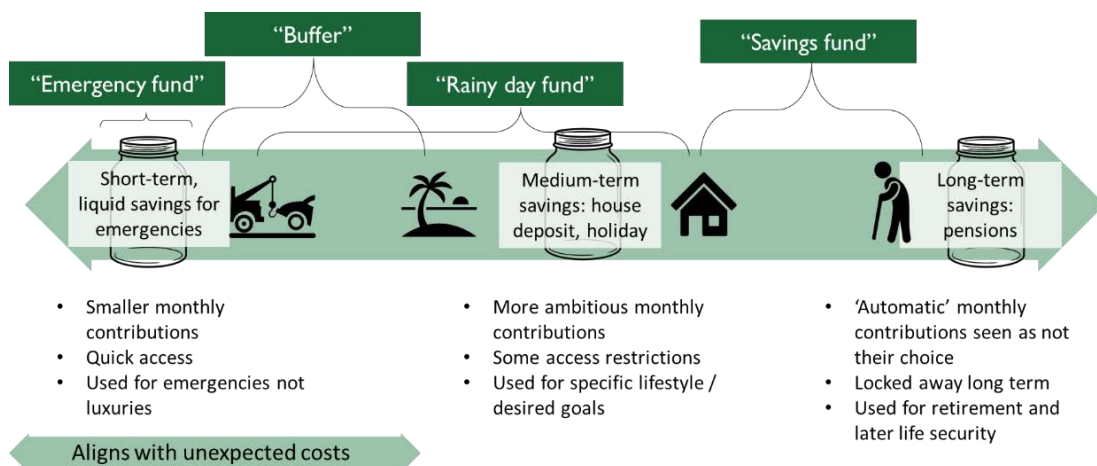 “Buffer”
“Savings fund”
“Emergency fund”
“Rainy day fund”
Short-term,
liquid savings for
emergencies
Medium-term
savings: house
deposit, holiday
Long-term
savings:
pensions
• Smaller monthly
contributions
• Quick access
• Used for emergencies not
luxuries
• More ambitious monthly
contributions
• Some access restrictions
• Used for specific lifestyle /
desired goals
• ‘Automatic’ monthly
contributions seen as not
their choice
• Locked away long term
• Used for retirement and
later life security
Aligns with unexpected costs